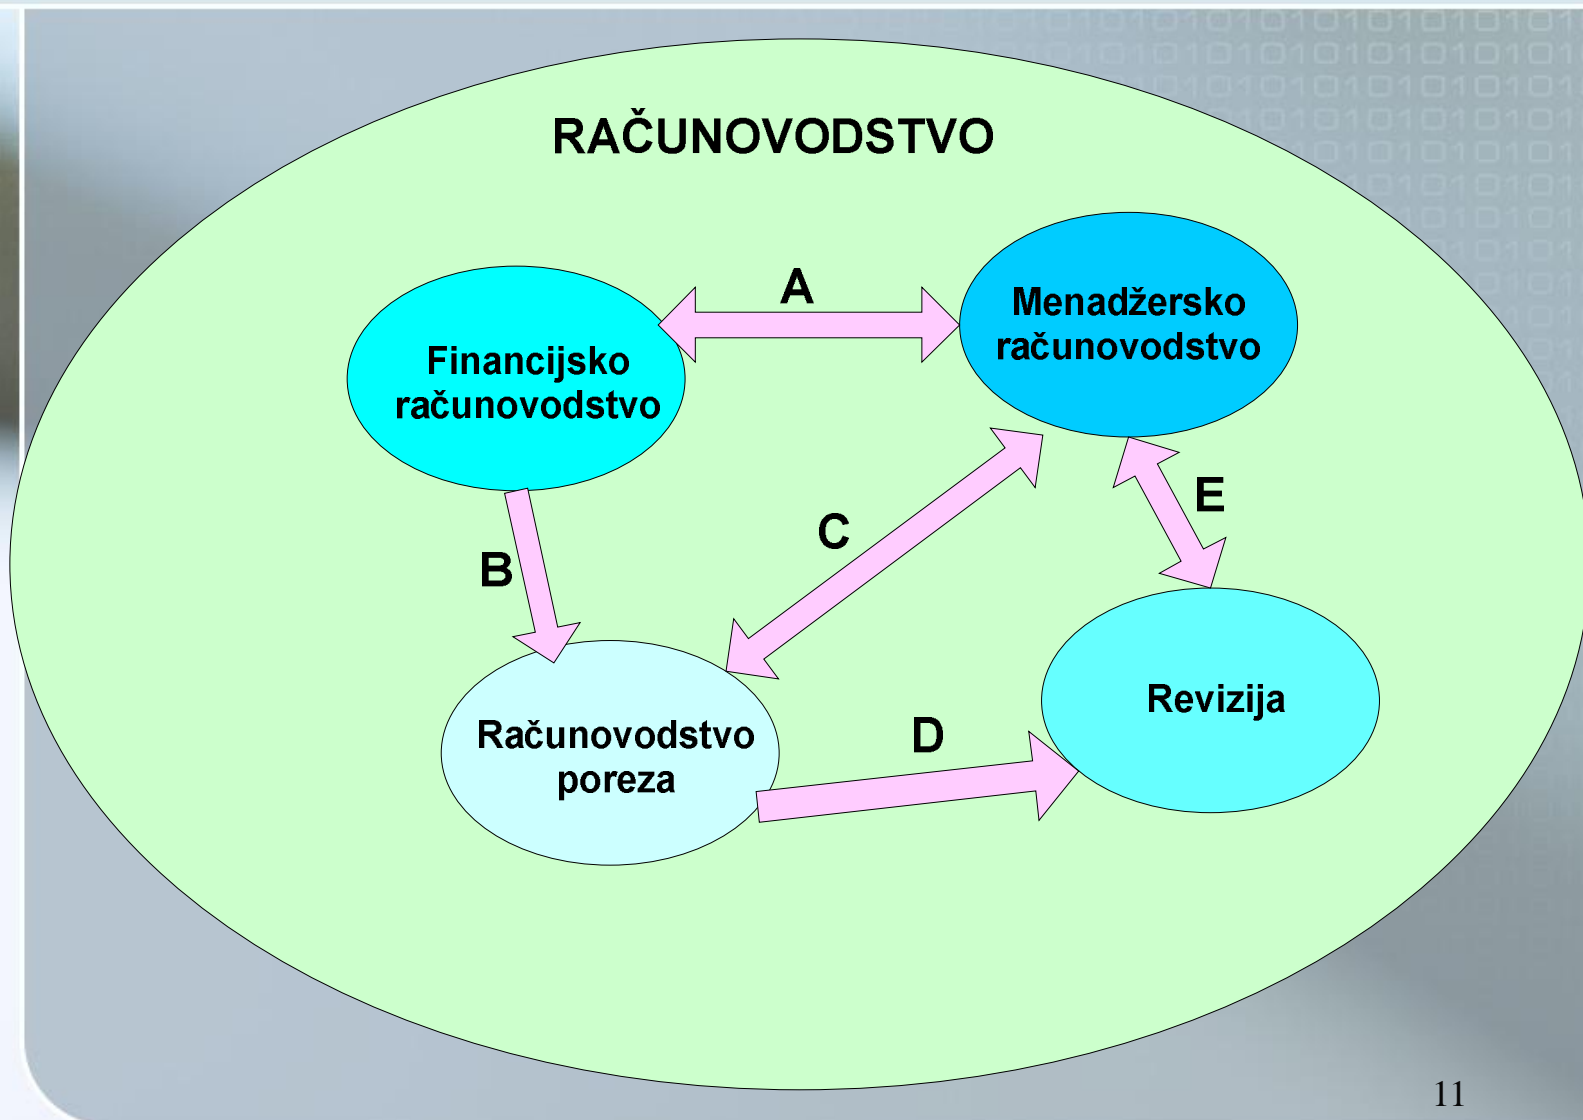 RAČUNOVODSTVO
A
Menadžersko
računovodstvo
Financijsko
računovodstvo
E
C
B
Revizija
D
Računovodstvo
poreza
11